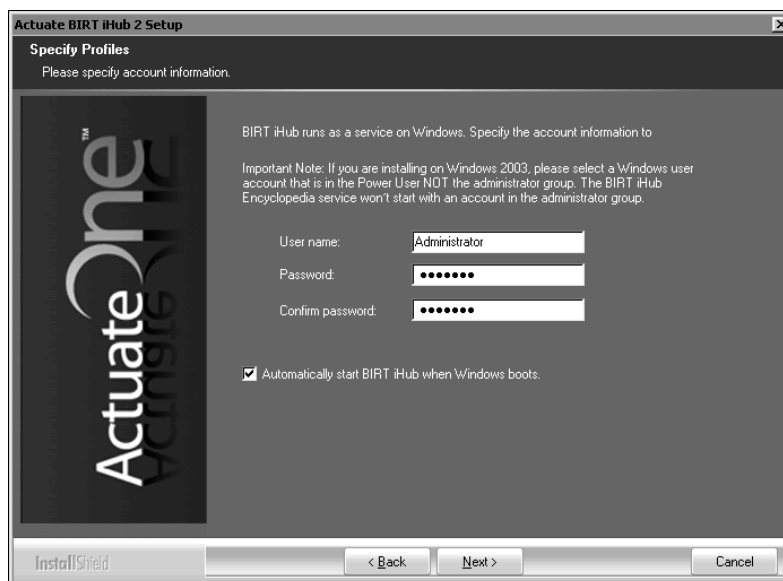 Actuate BIRT iHub 2 Setup
Specify Profiles
Please specify account information.
ActuateOne™
BIRT iHub runs as a service on Windows. Specify the account information to
Important Note: If you are installing on Windows 2003, please select a Windows user
account that is in the Power User NOT the administrator group. The BIRT iHub
Encyclopedia service won't start with an account in the administrator group.
User name: Administrator
Password: •••••••
Confirm password: •••••••
Automatically start BIRT iHub when Windows boots.
InstallShield
< Back
Next >
Cancel